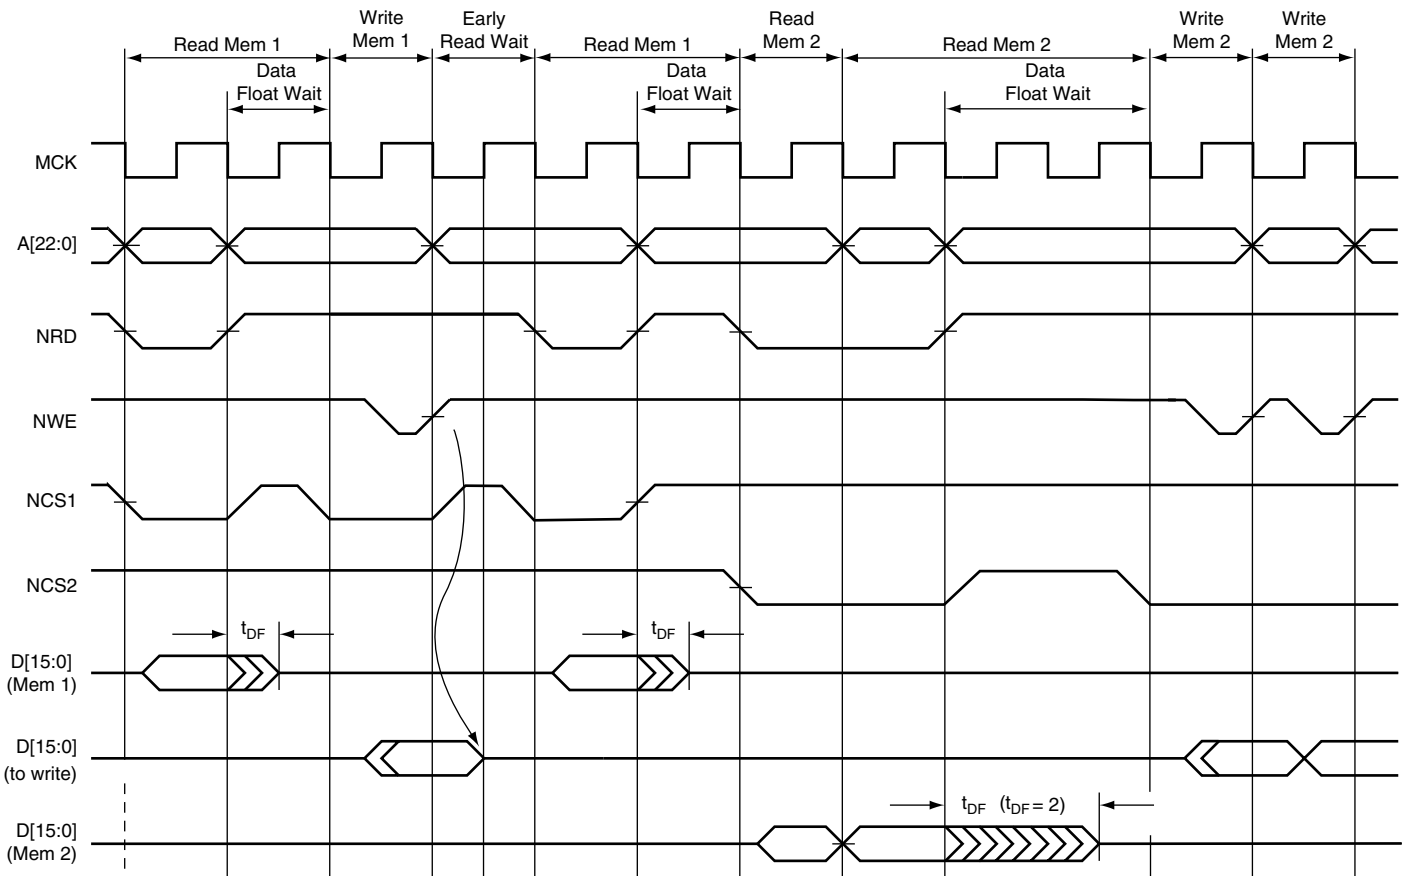 Write
Mem 1
Early
Read Wait
Read
Mem 2
Write
Mem 2
Write
Mem 2
Read Mem 1
Read Mem 1
Read Mem 2
Data
Float Wait
Data
Float Wait
Data
Float Wait
MCK
A[22:0]
NRD
NWE
NCS1
NCS2
tDF
tDF
D[15:0]
(Mem 1)
D[15:0]
(to write)
tDF (tDF = 2)
D[15:0]
(Mem 2)